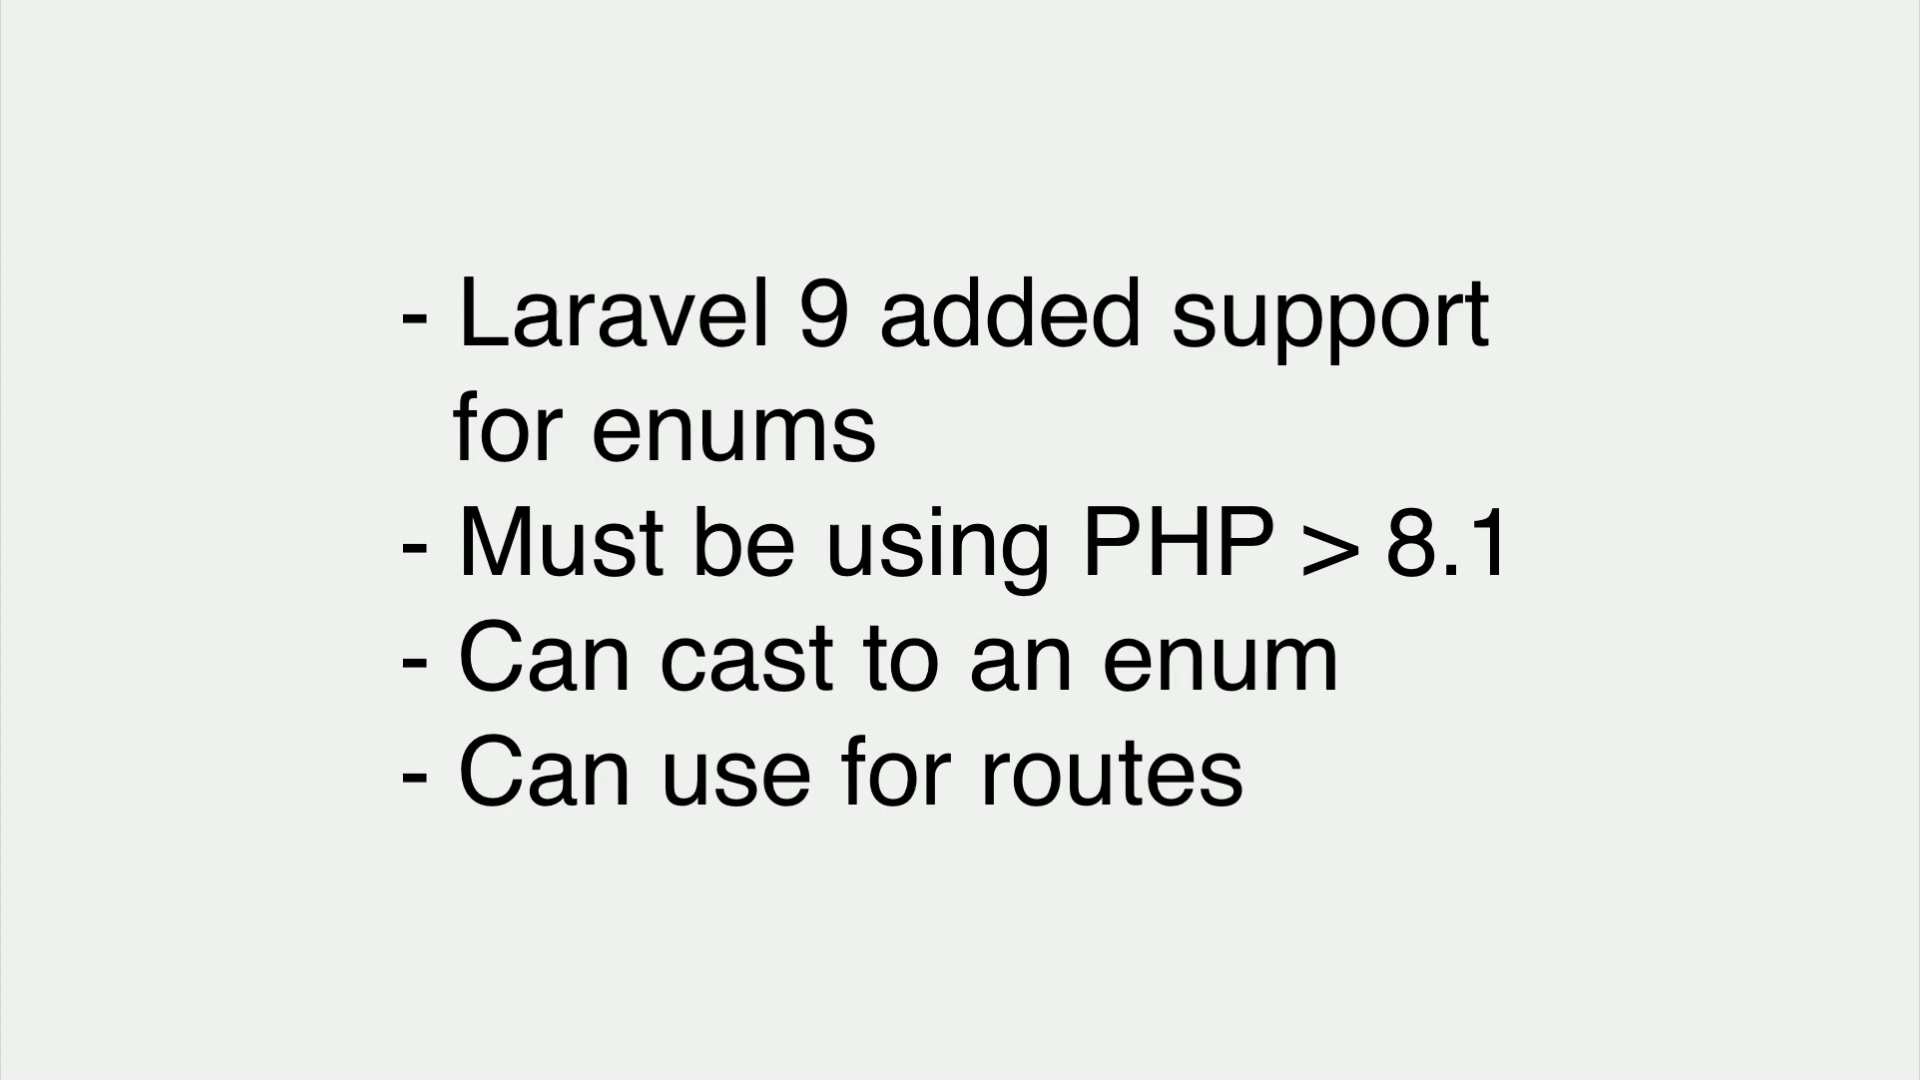 - Laravel 9 added support
for enums
- Must be using PHP > 8.1
- Can cast to an enum
- Can use for routes